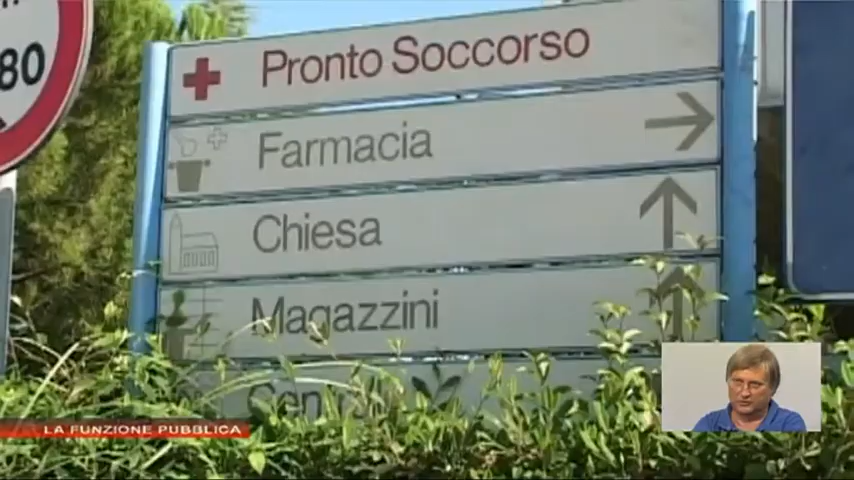 80
Pronto Soccorso
Farmacia
Chiesa
Magazzini
LA FUNZIONE PUBBLICA